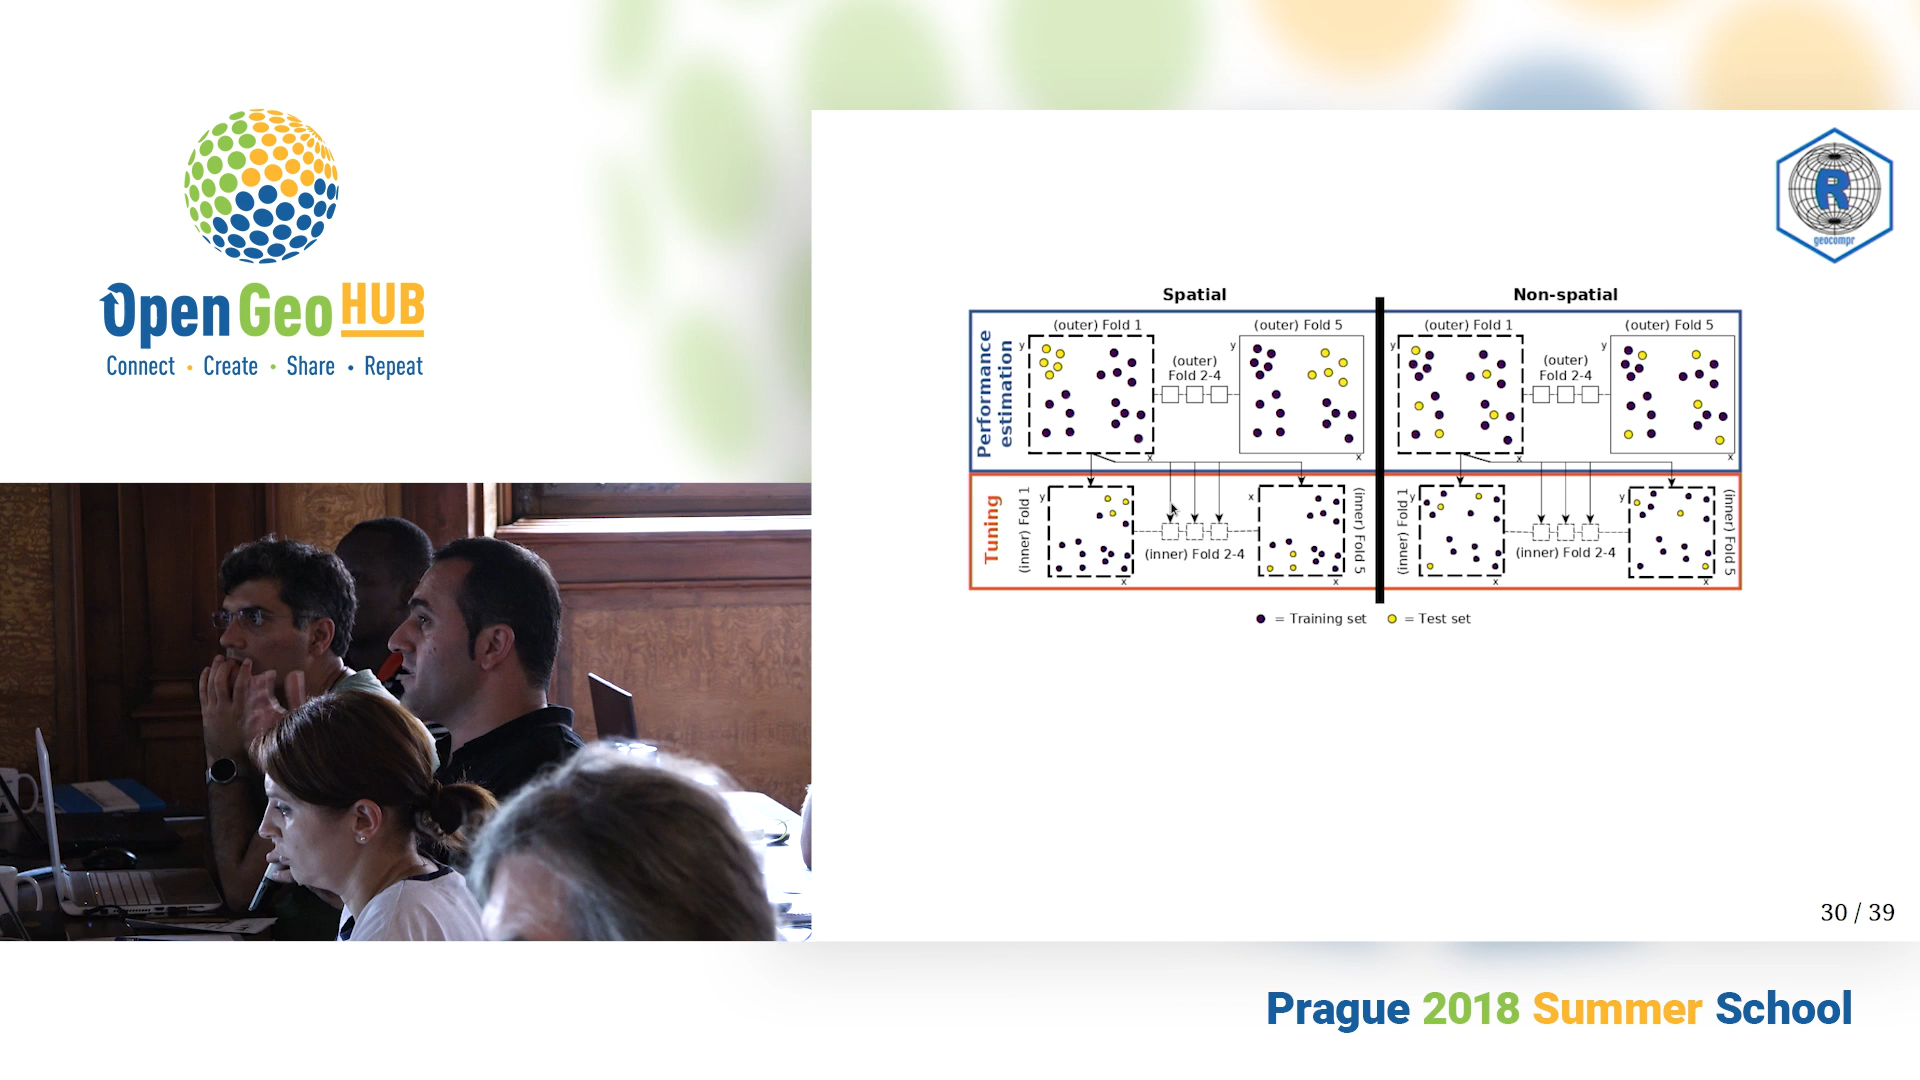 Open Geo HUB
Connect • Create • Share • Repeat
R
geocompr
Spatial
Non-spatial
Performance
estimation
(outer) Fold 1
y
x
(outer)
Fold 2-4
(outer) Fold 5
y
x
(outer) Fold 1
y
x
(outer)
Fold 2-4
(outer) Fold 5
y
x
Tuning
(inner) Fold 1
y
x
(inner) Fold 2-4
x
x
(inner) Fold 5
(inner) Fold 1
y
x
(inner) Fold 2-4
y
x
(inner) Fold 5
= Training set
= Test set
30 / 39
Prague 2018 Summer School